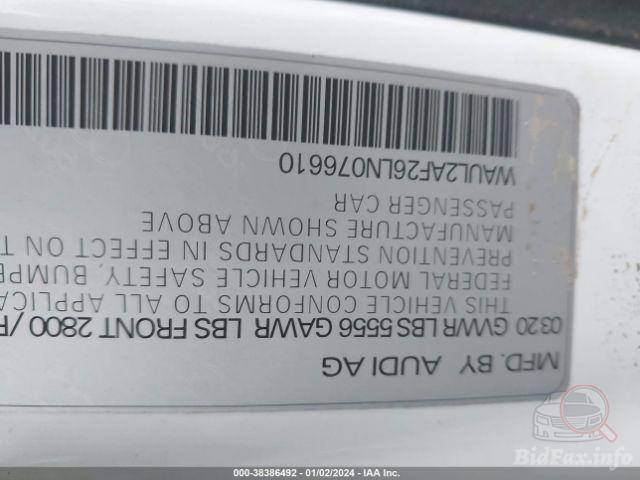 MFD. BY AUDI AG
03 20 GVWR LBS 5556 GAWR LBS FRONT 2800 /R
THIS VEHICLE CONFORMS TO ALL APPLICA
FEDERAL MOTOR VEHICLE SAFETY, BUMPE
PREVENTION STANDARDS IN EFFECT ON T
MANUFACTURE SHOWN ABOVE
PASSENGER CAR
WAUL2AF26LN076610
BidFax.info
000-38386492 - 01/02/2024 - IAA Inc.